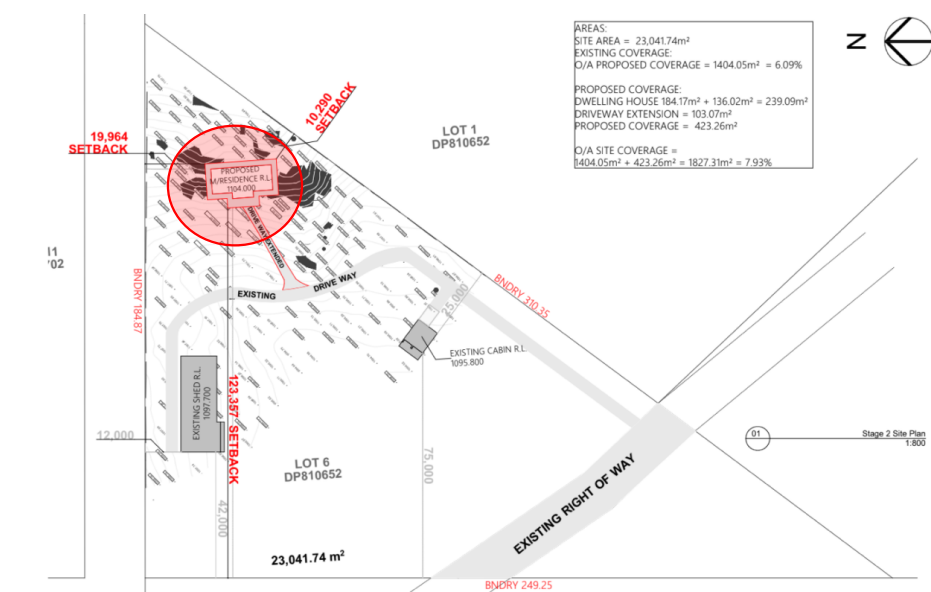 AREAS:
SITE AREA = 23,041.74m²
EXISTING COVERAGE:
O/A PROPOSED COVERAGE = 1404.05m² = 6.09%
PROPOSED COVERAGE:
DWELLING HOUSE 184.17m² + 136.02m² = 239.09m²
DRIVEWAY EXTENSION = 103.07m²
PROPOSED COVERAGE = 423.26m²
O/A SITE COVERAGE =
1404.05m² + 423.26m² = 1827.31m² = 7.93%
N
10,290
SETBACK
19,964
SETBACK
LOT 1
DP810652
PROPOSED
M/RESIDENCE R.L.
1104.000
DRIVE WAY EXTENDED
11
'02
BNDRY 184.87
EXISTING
DRIVE WAY
BNDRY 310.35
25,000
EXISTING CABIN R.L.
1095.800
EXISTING SHED R.L.
1097.700
123,357 SETBACK
12,000
LOT 6
DP810652
75,000
42,000
EXISTING RIGHT OF WAY
01
Stage 2 Site Plan
1:800
23,041.74 m²
BNDRY 249.25